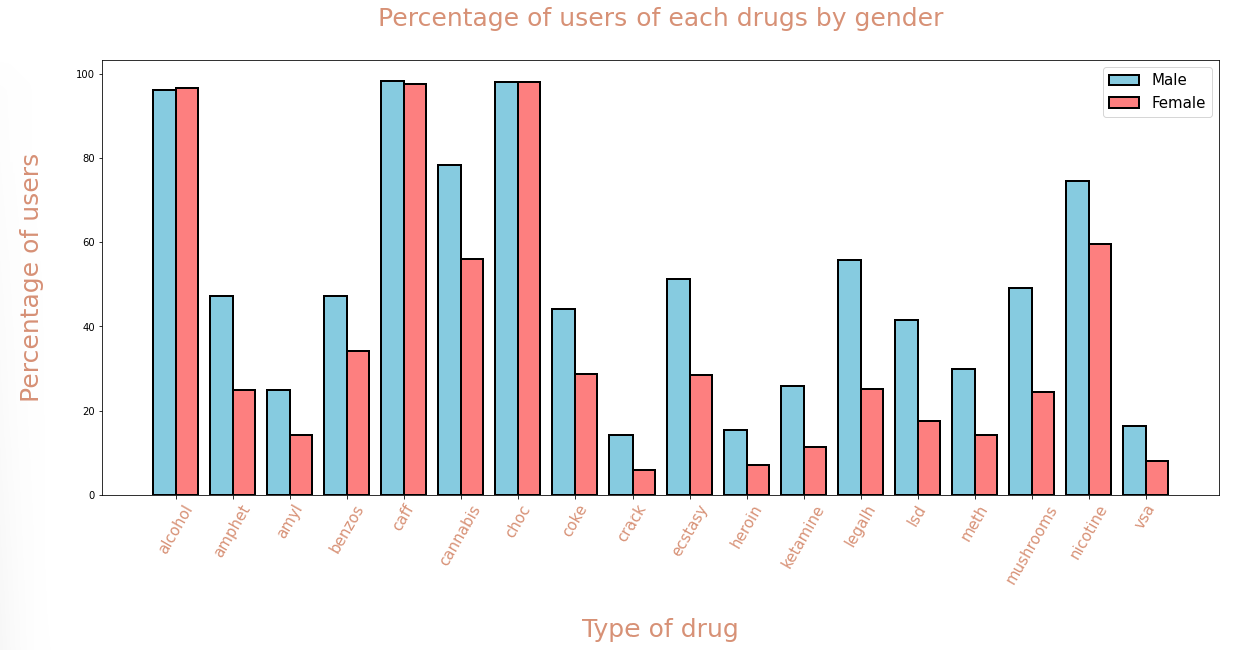 Percentage of users of each drugs by gender
Male
Female
Percentage of users
100
80
60
40
20
0
alcohol
amphet
amyl
benzos
caff
cannabis
choc
coke
crack
ecstasy
heroin
ketamine
legalh
lsd
meth
mushrooms
nicotine
vsa
Type of drug